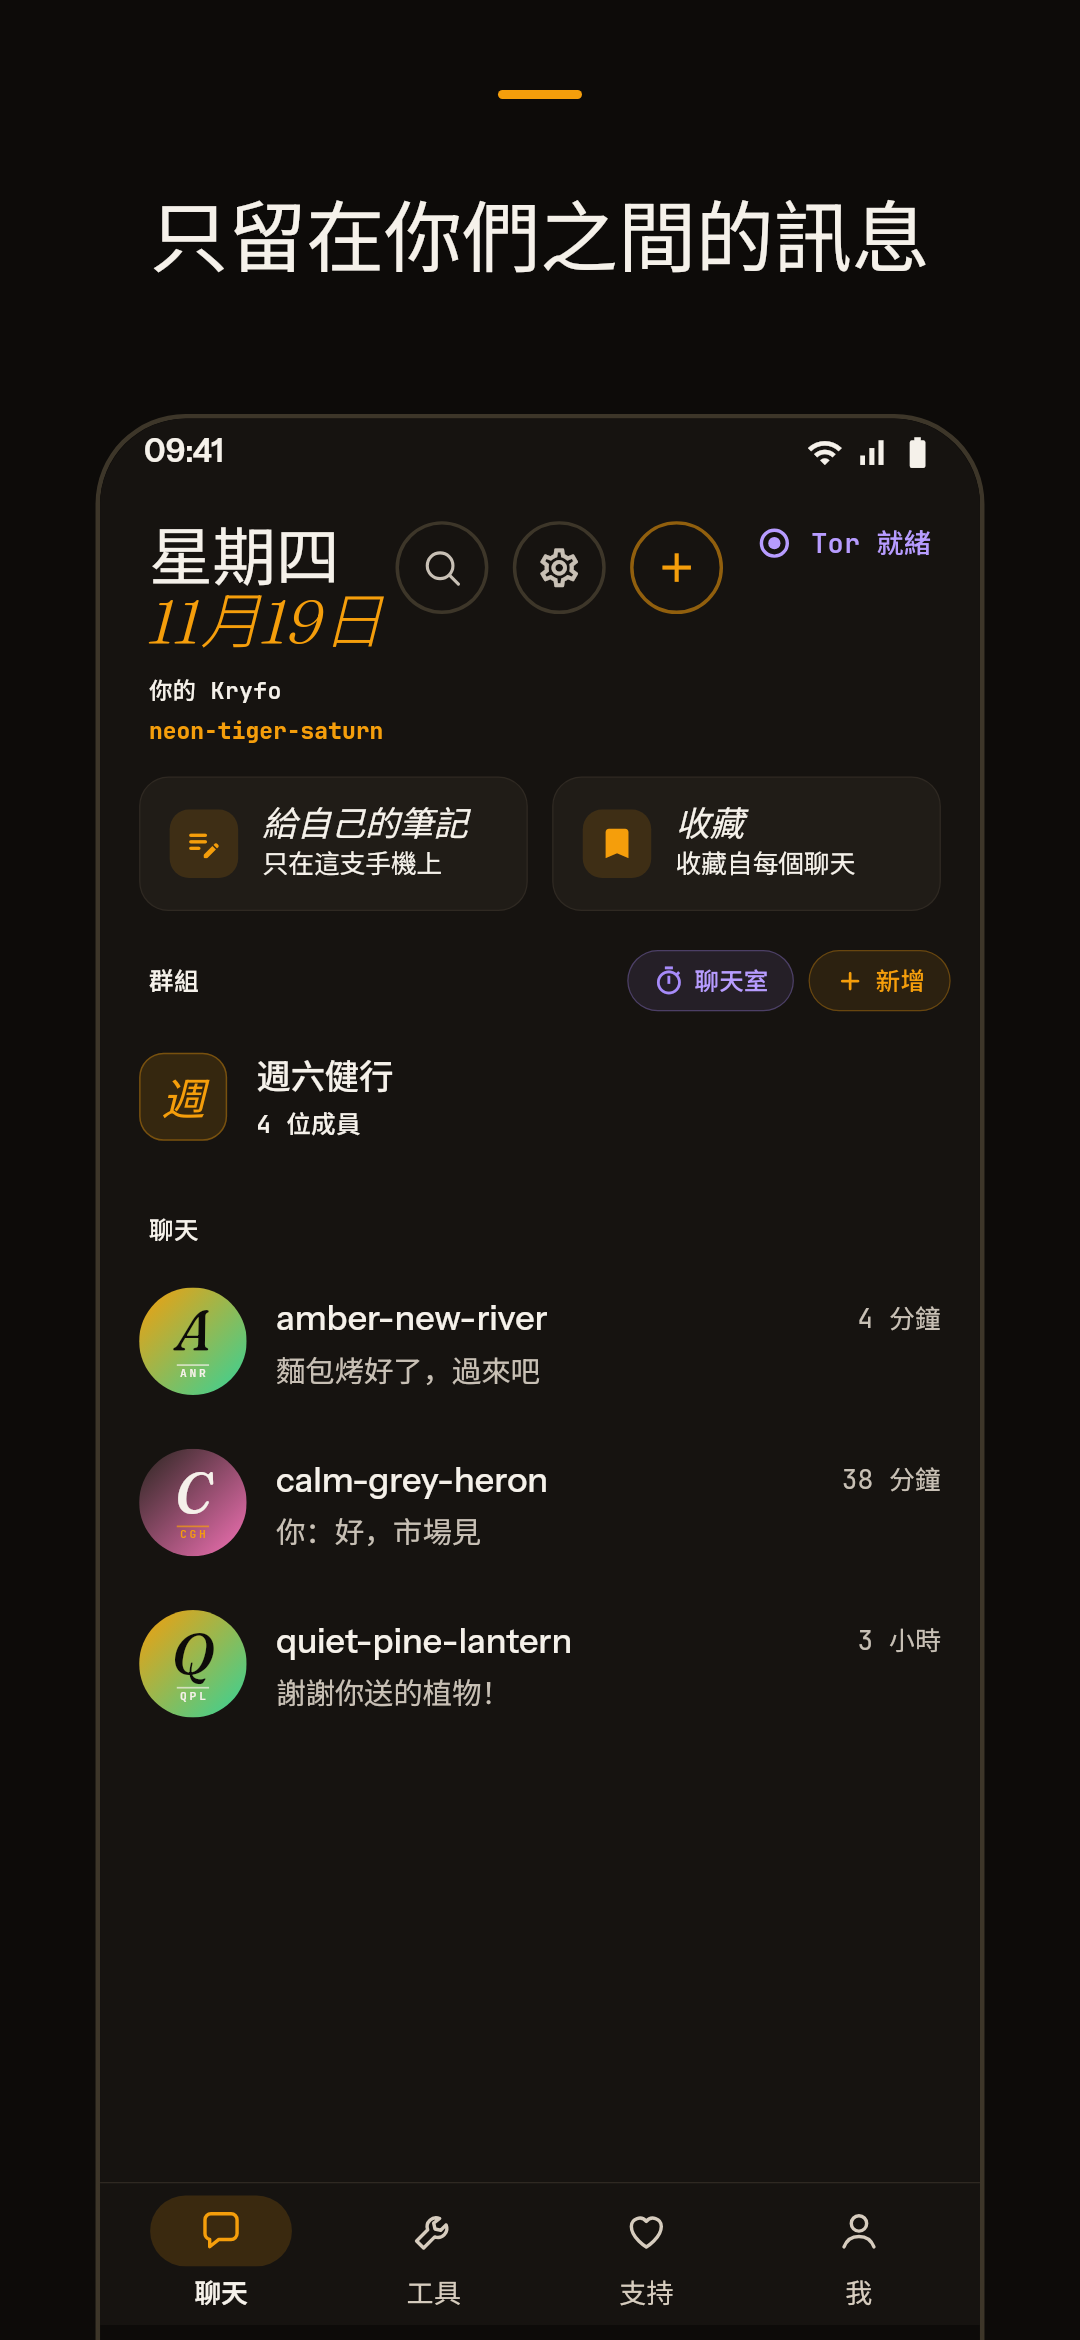 只留在你們之間的訊息
09:41
星期四
11月19日
Tor 就緒
你的 Kryfo
neon-tiger-saturn
給自己的筆記
只在這支手機上
收藏
收藏自每個聊天
群組
聊天室
新增
週
週六健行
4 位成員
聊天
A
ANR
amber-new-river
4 分鐘
麵包烤好了，過來吧
C
CGH
calm-grey-heron
38 分鐘
你：好，市場見
Q
QPL
quiet-pine-lantern
3 小時
謝謝你送的植物！
聊天
工具
支持
我